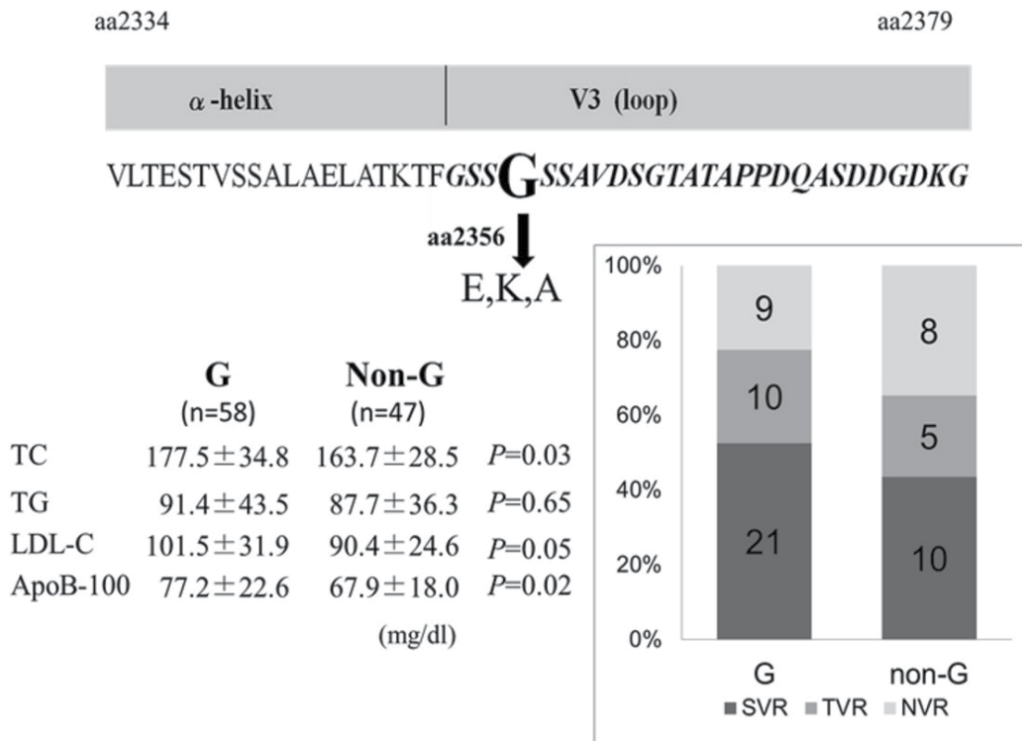 aa2334 aa2379
α-helix V3 (loop)
VLTESTVSSALAELATKTFGSSGSSAVDSGTATAPPDQASDDGDKG
aa2356
E,K,A
G Non-G
(n=58) (n=47)
TC 177.5±34.8 163.7±28.5 P=0.03
TG 91.4±43.5 87.7±36.3 P=0.65
LDL-C 101.5±31.9 90.4±24.6 P=0.05
ApoB-100 77.2±22.6 67.9±18.0 P=0.02
(mg/dl)
100%
80%
60%
40%
20%
0%
9 8
10 5
21 10
G non-G
SVR TVR NVR